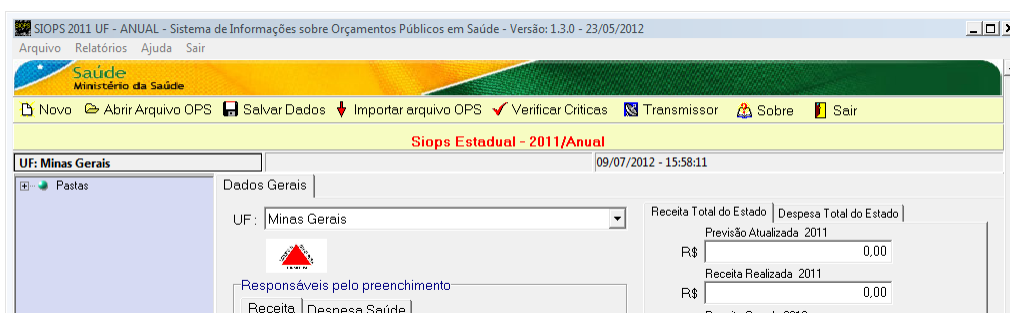 SIOPS 2011 UF - ANUAL - Sistema de Informações sobre Orçamentos Públicos em Saúde - Versão: 1.3.0 - 23/05/2012
Arquivo Relatórios Ajuda Sair
Saúde
Ministério da Saúde
Novo Abrir Arquivo OPS Salvar Dados Importar arquivo OPS Verificar Criticas Transmissor Sobre Sair
Siops Estadual - 2011/Anual
UF: Minas Gerais 09/07/2012 - 15:58:11
Pastas
Dados Gerais
UF: Minas Gerais
Responsáveis pelo preenchimento
Receita Despesa Saúde
Receita Total do Estado Despesa Total do Estado
Previsão Atualizada 2011
R$ 0,00
Receita Realizada 2011
R$ 0,00